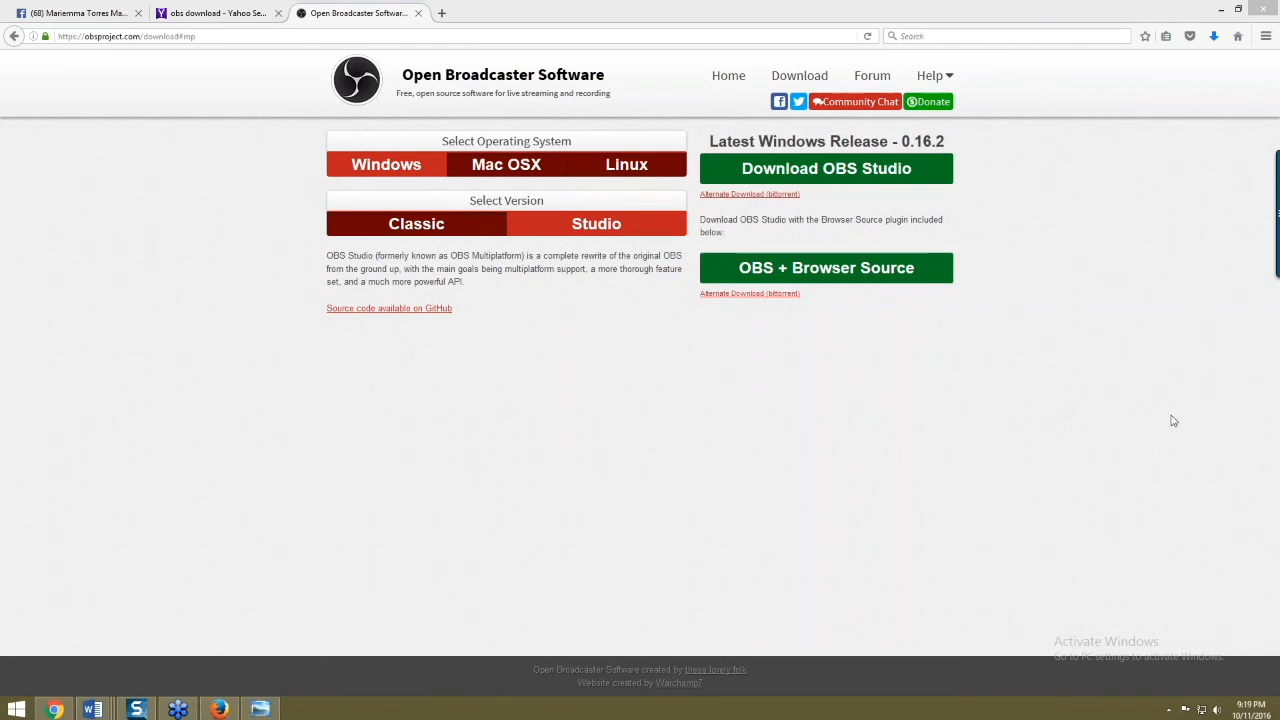 (68) Mariemma Torres Ma...
obs download - Yahoo Se...
Open Broadcaster Softwar...
https://obsproject.com/download#mp
Search
Open Broadcaster Software
Free, open source software for live streaming and recording
Home
Download
Forum
Help
Community Chat
Donate
Select Operating System
Windows
Mac OSX
Linux
Select Version
Classic
Studio
OBS Studio (formerly known as OBS Multiplatform) is a complete rewrite of the original OBS
from the ground up, with the main goals being multiplatform support, a more thorough feature
set, and a much more powerful API.
Source code available on GitHub
Latest Windows Release - 0.16.2
Download OBS Studio
Alternate Download (bittorrent)
Download OBS Studio with the Browser Source plugin included
below:
OBS + Browser Source
Alternate Download (bittorrent)
Activate Windows
Go to PC settings to activate Windows.
Open Broadcaster Software created by these lovely folk
Website created by Warchamp7
9:19 PM
10/11/2016